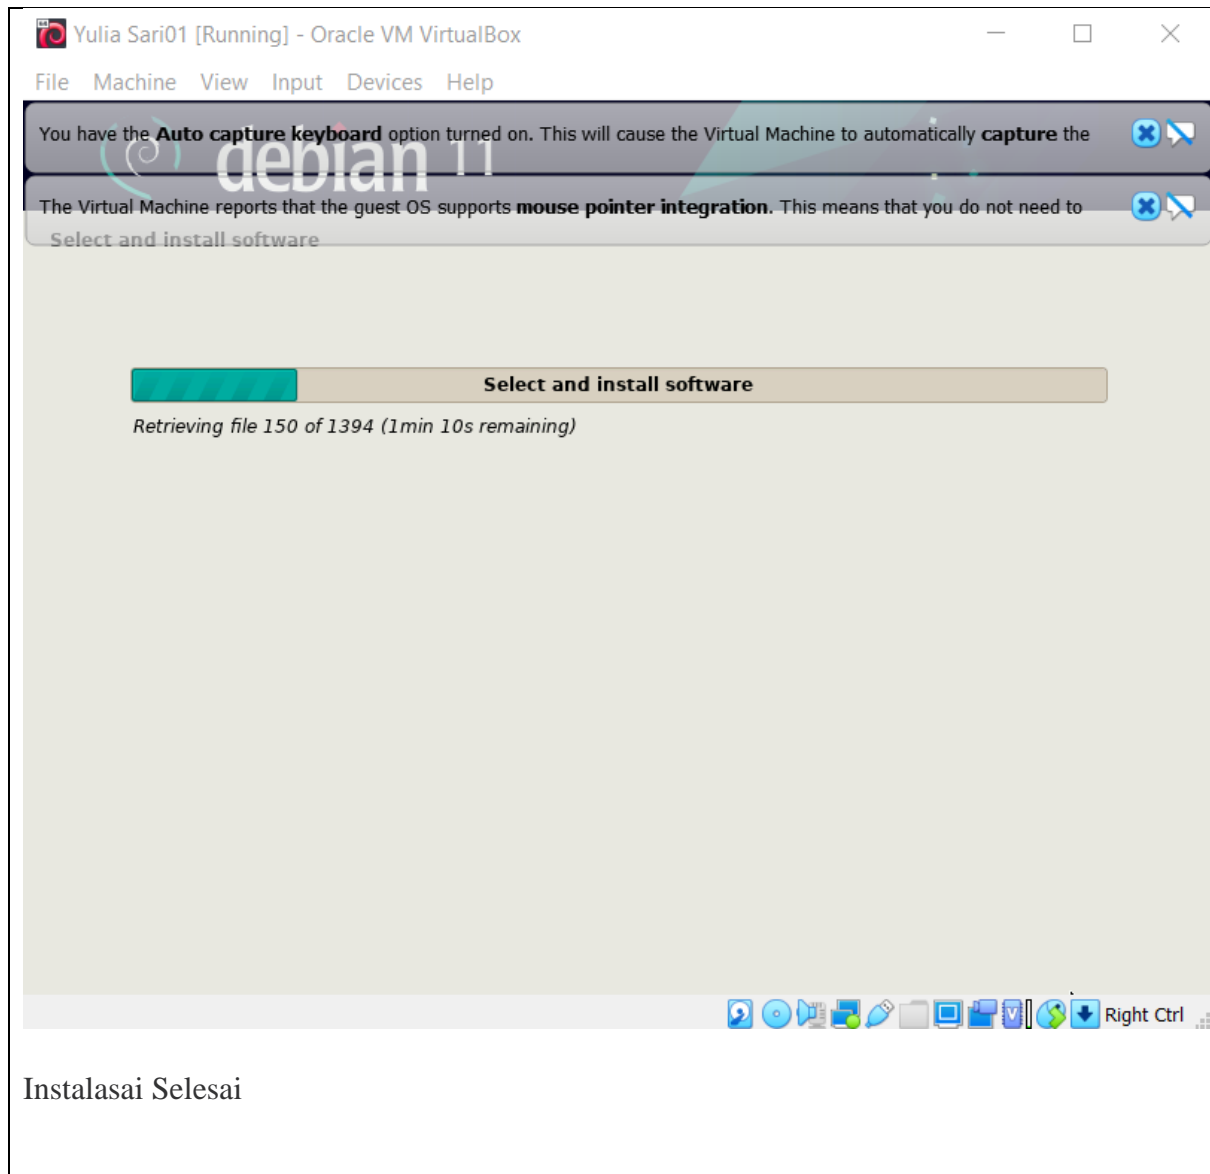 Yulia Sari01 [Running] - Oracle VM VirtualBox
File Machine View Input Devices Help
You have the Auto capture keyboard option turned on. This will cause the Virtual Machine to automatically capture the
debian 11
The Virtual Machine reports that the guest OS supports mouse pointer integration. This means that you do not need to
Select and install software
Select and install software
Retrieving file 150 of 1394 (1min 10s remaining)
Right Ctrl
Instalasai Selesai